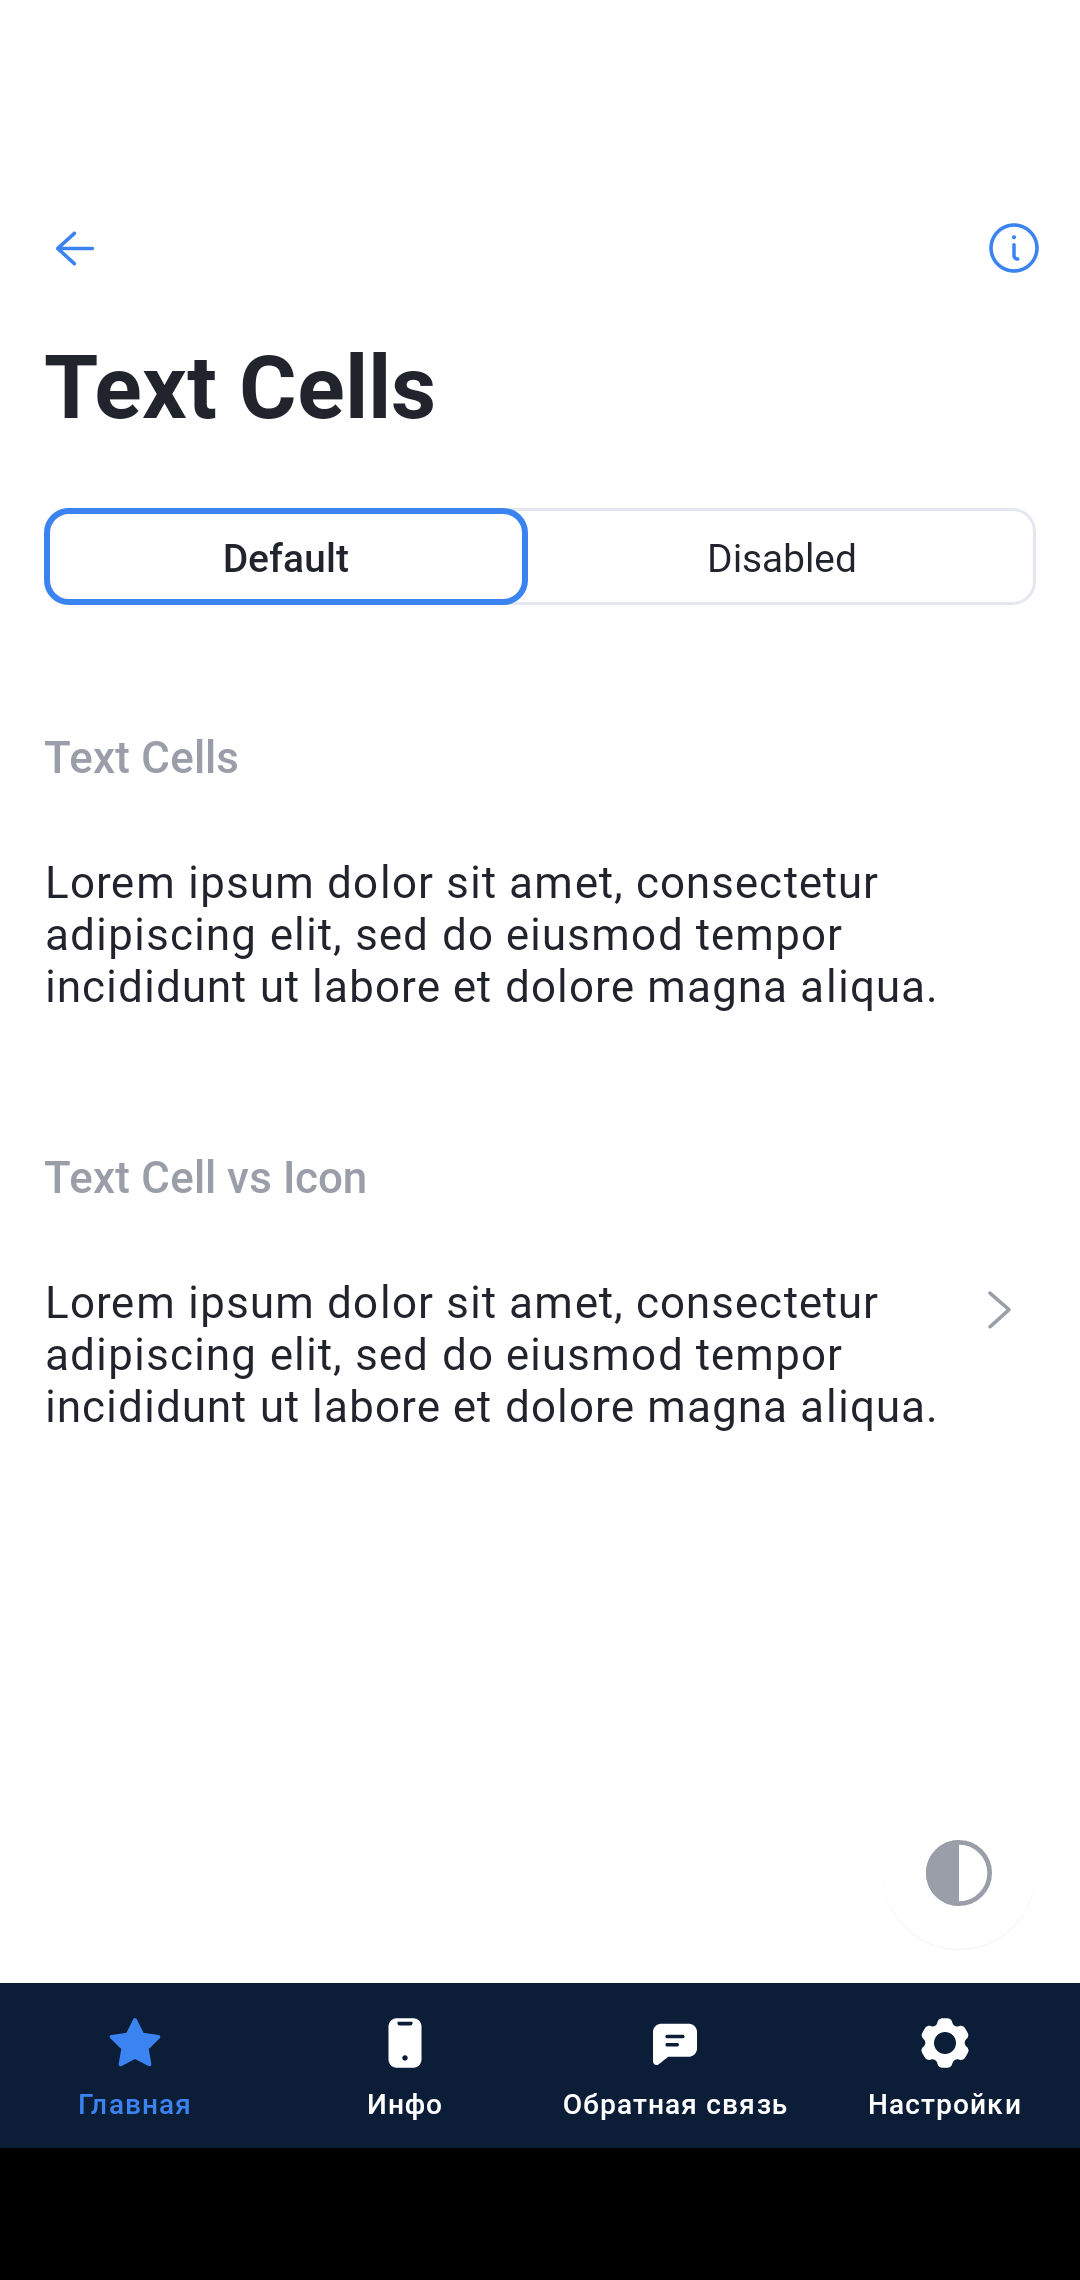 Text Cells
Default
Disabled
Text Cells
Lorem ipsum dolor sit amet, consectetur
adipiscing elit, sed do eiusmod tempor
incididunt ut labore et dolore magna aliqua.
Text Cell vs Icon
Lorem ipsum dolor sit amet, consectetur
adipiscing elit, sed do eiusmod tempor
incididunt ut labore et dolore magna aliqua.
Главная
Инфо
Обратная связь
Настройки